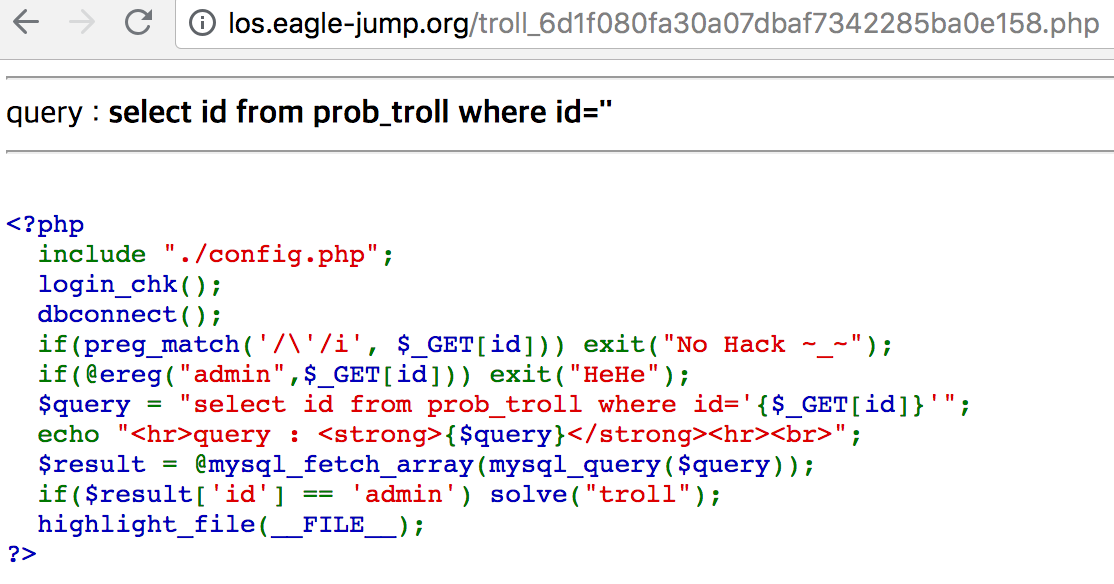 los.eagle-jump.org/troll_6d1f080fa30a07dbaf7342285ba0e158.php
query : select id from prob_troll where id=''
<?php
  include "./config.php";
  login_chk();
  dbconnect();
  if(preg_match('/\'/i', $_GET[id])) exit("No Hack ~_~");
  if(@ereg("admin",$_GET[id])) exit("HeHe");
  $query = "select id from prob_troll where id='{$_GET[id]}'";
  echo "<hr>query : <strong>{$query}</strong><hr><br>";
  $result = @mysql_fetch_array(mysql_query($query));
  if($result['id'] == 'admin') solve("troll");
  highlight_file(__FILE__);
?>